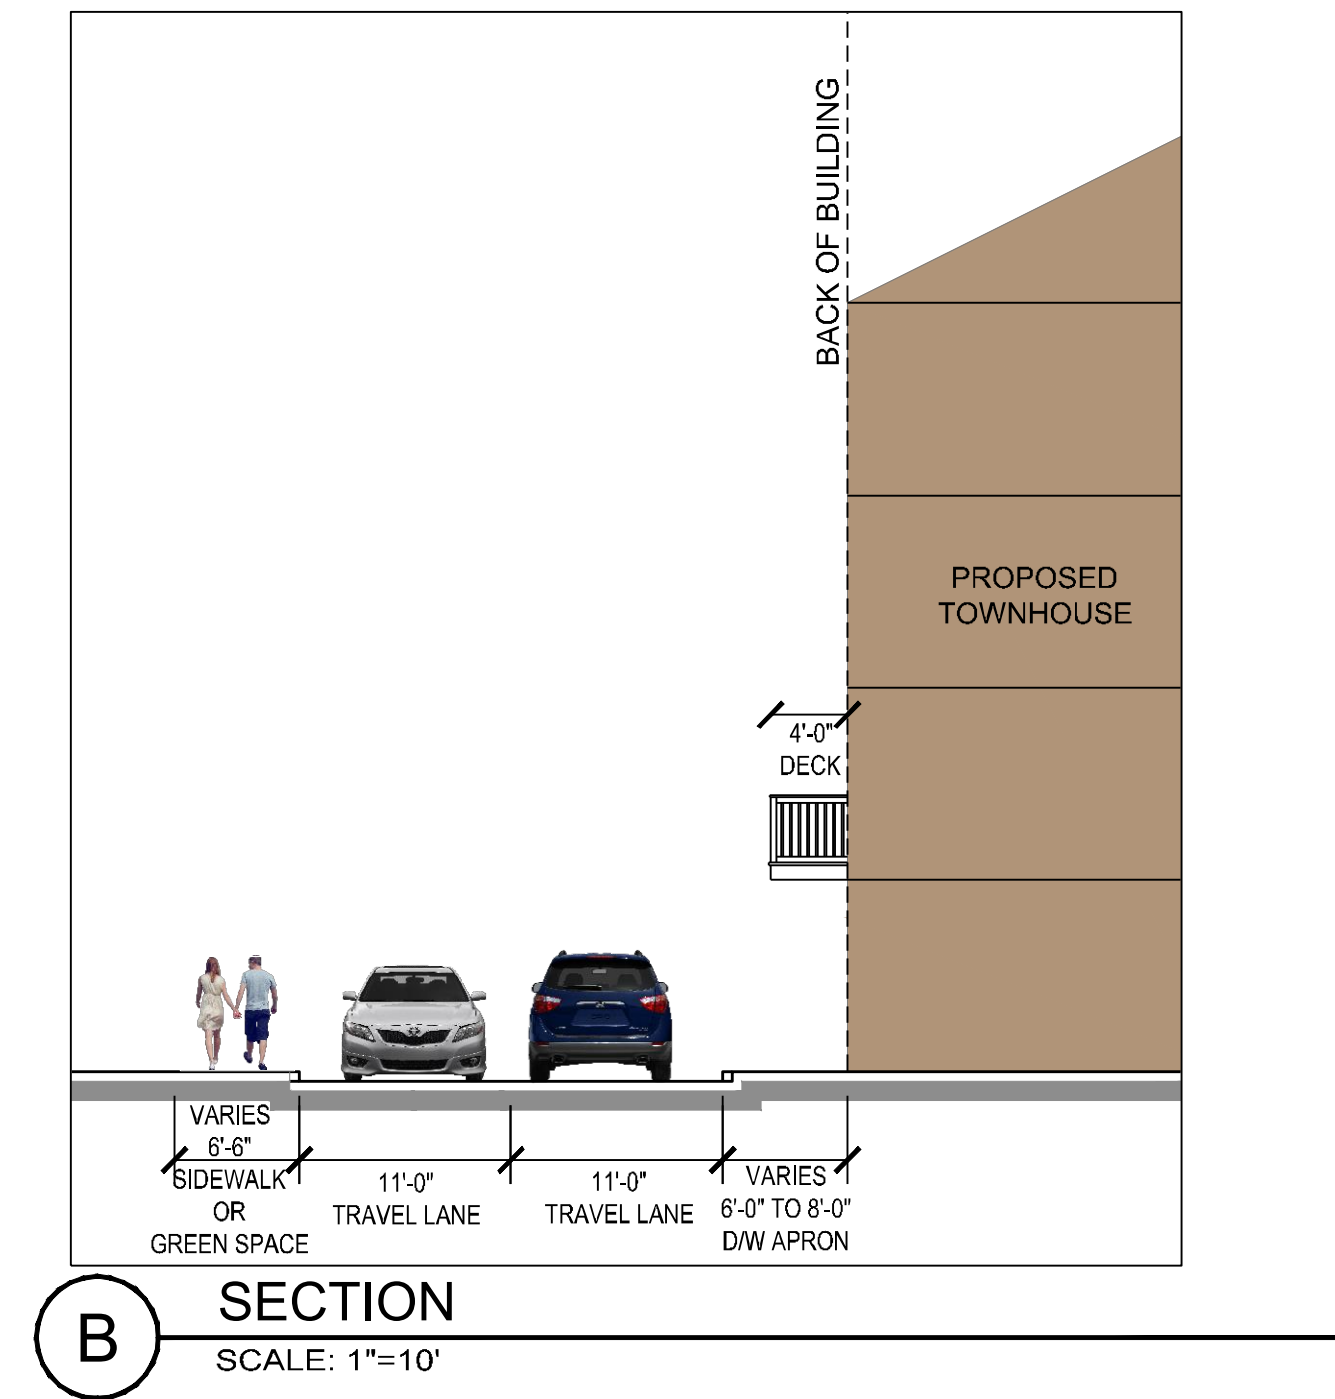 BACK OF BUILDING
PROPOSED
TOWNHOUSE
4'-0"
DECK
VARIES
6'-6"
SIDEWALK
OR
GREEN SPACE
11'-0"
TRAVEL LANE
11'-0"
TRAVEL LANE
VARIES
6'-0" TO 8'-0"
D/W APRON
B
SECTION
SCALE: 1"=10'